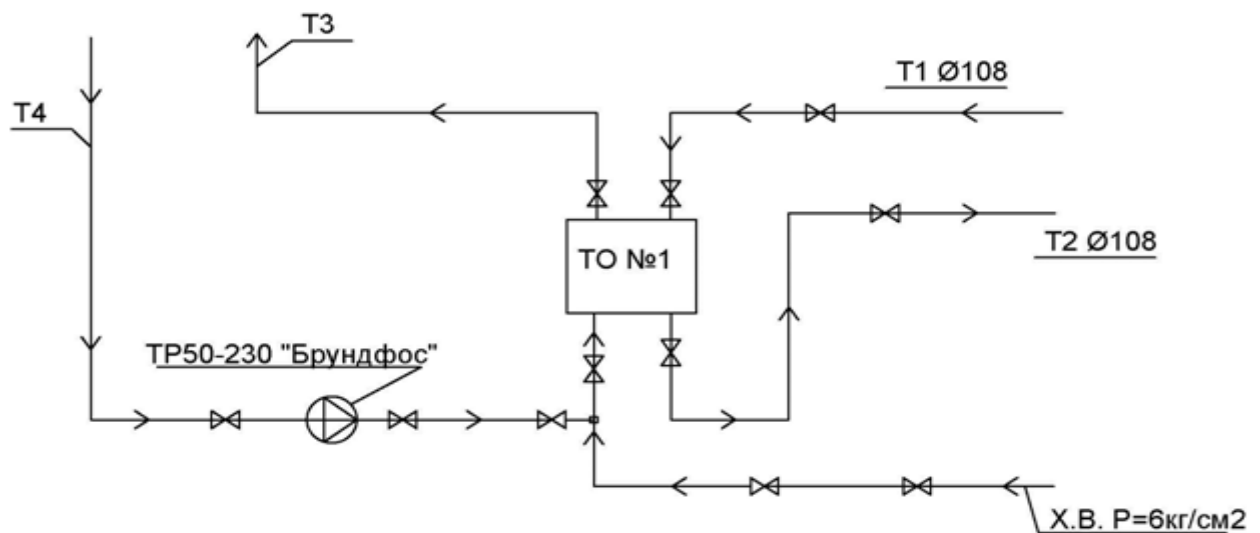 Т3
Т1 Ø108
Т4
Т2 Ø108
ТО №1
ТР50-230 "Брундфос"
Х.В. Р=6кг/см2